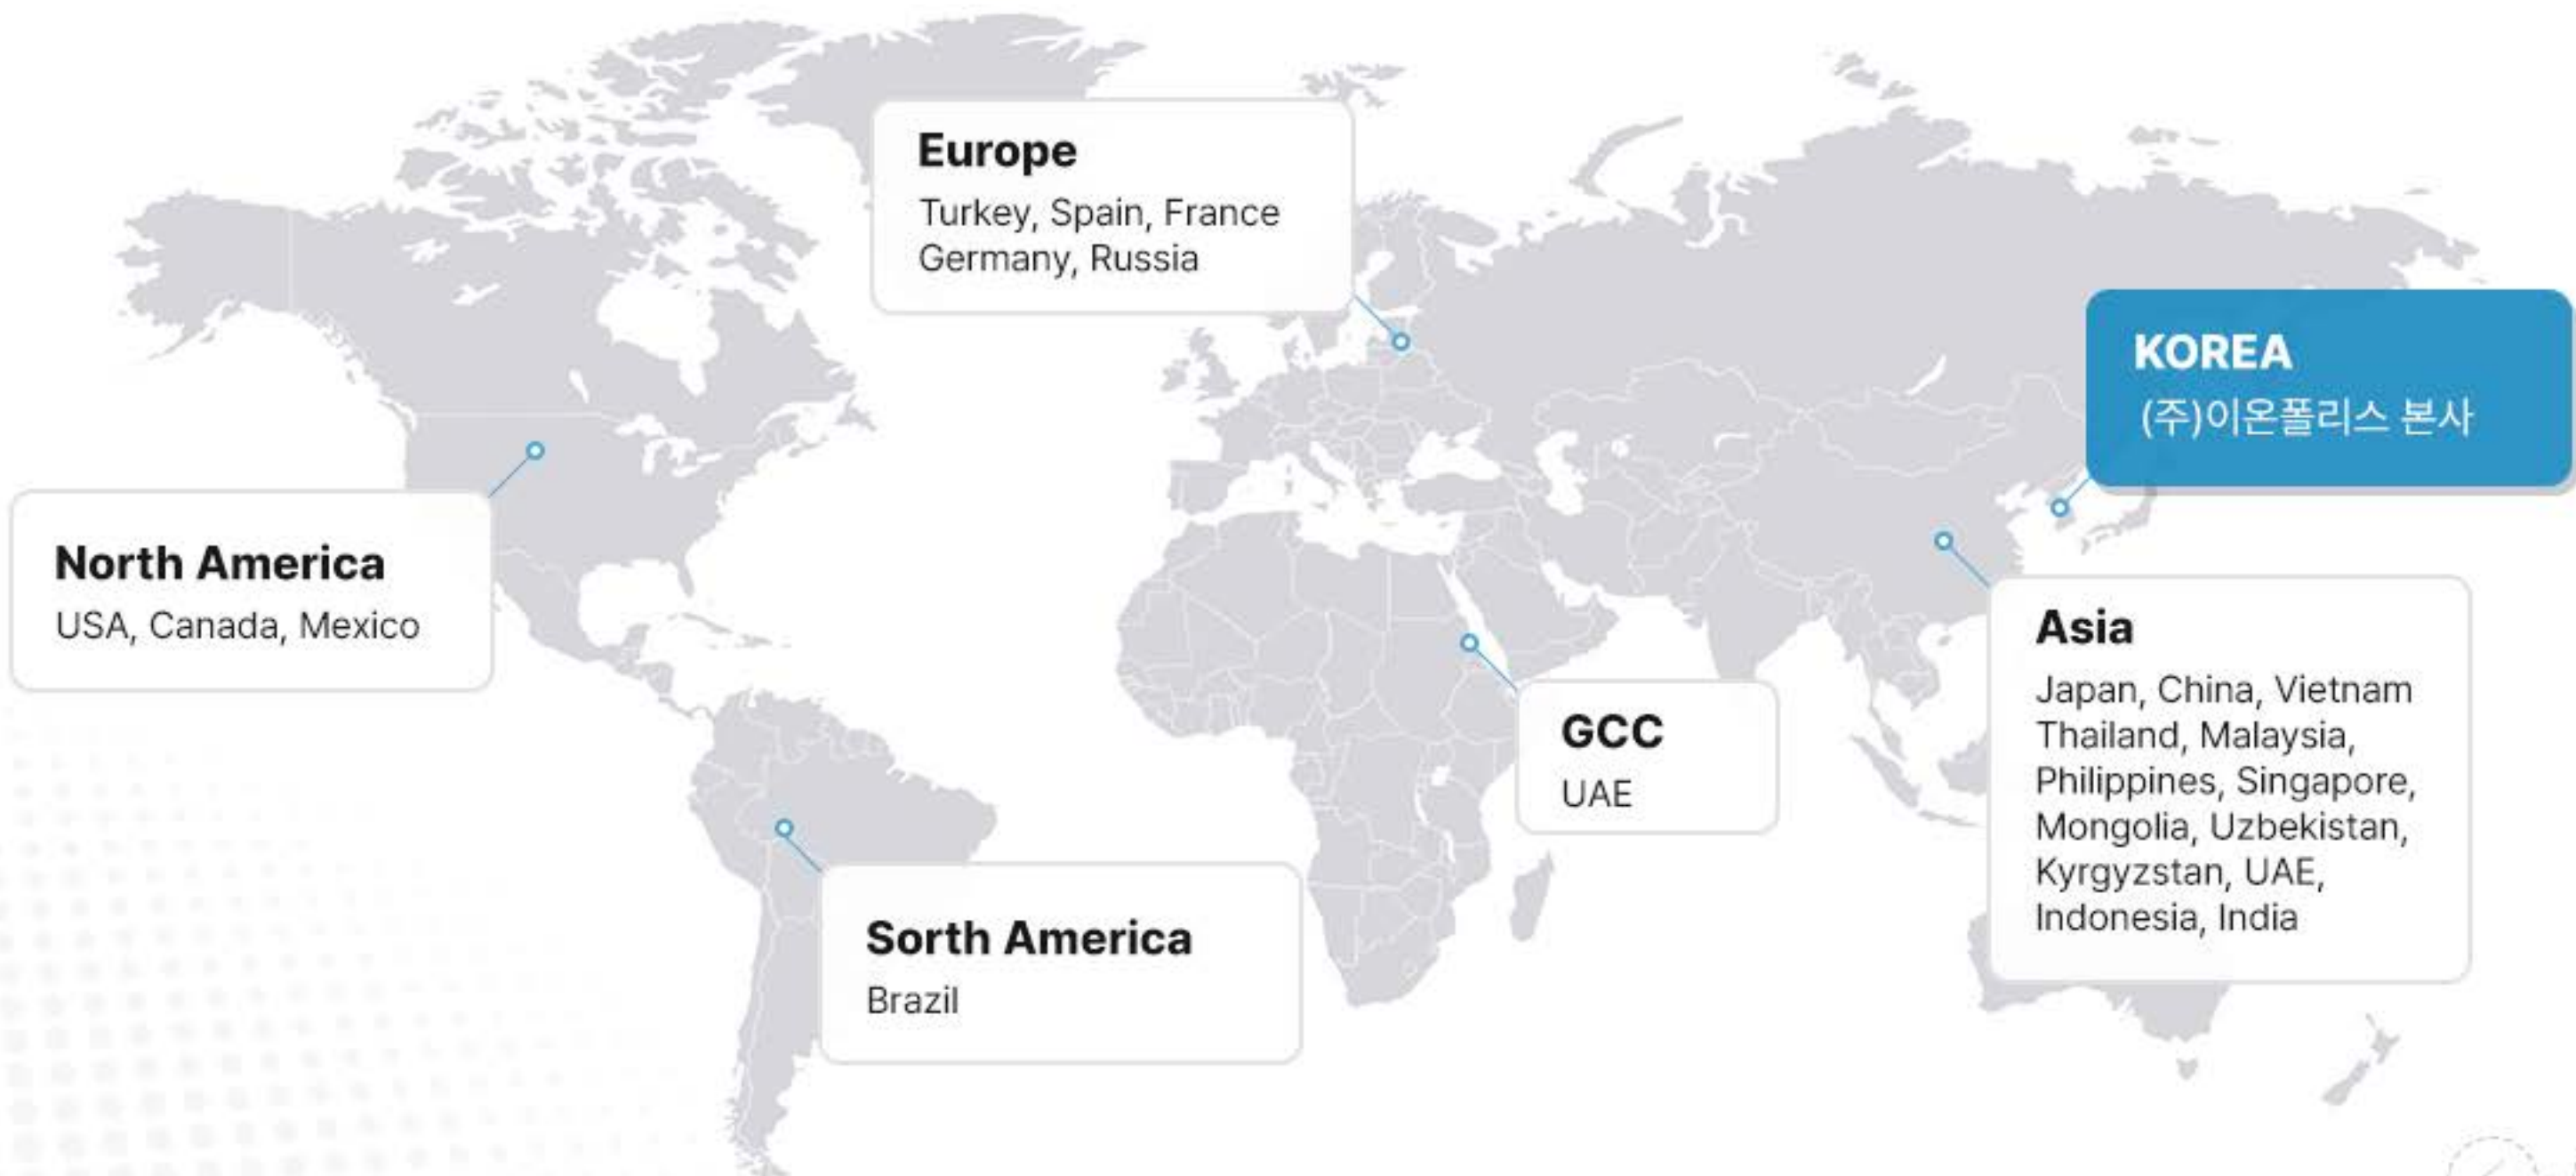 Europe
Turkey, Spain, France
Germany, Russia
KOREA
(주)이온폴리스 본사
North America
USA, Canada, Mexico
Asia
Japan, China, Vietnam
Thailand, Malaysia,
Philippines, Singapore,
Mongolia, Uzbekistan,
Kyrgyzstan, UAE,
Indonesia, India
GCC
UAE
Sorth America
Brazil